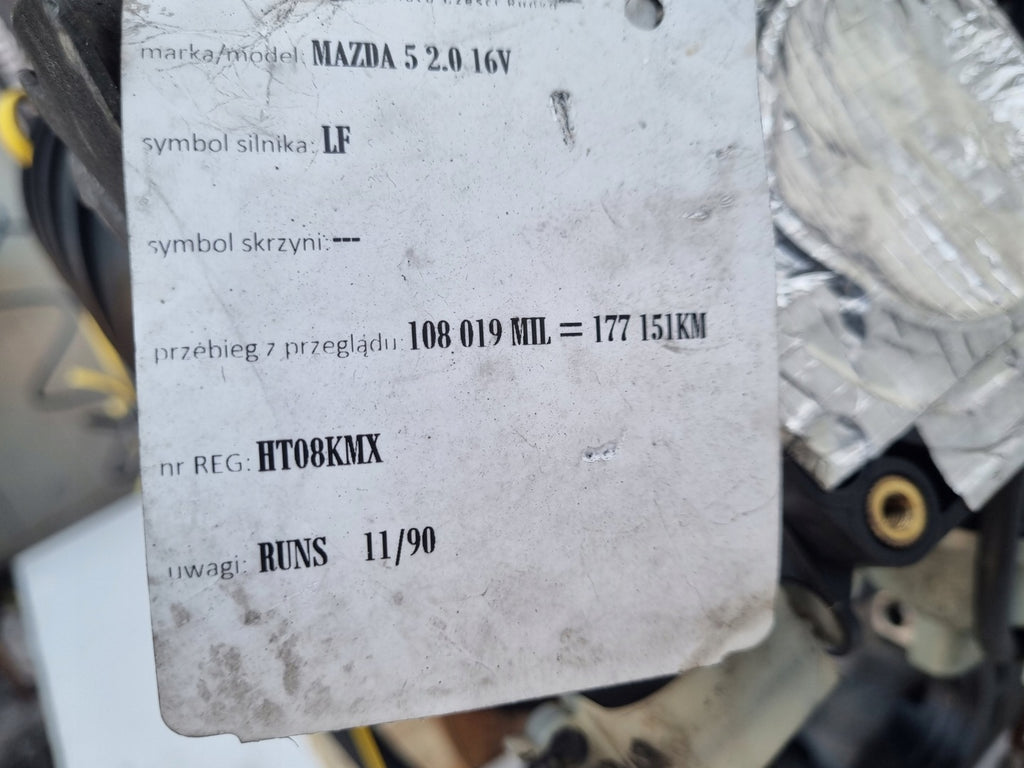 marka/model: MAZDA 5 2.0 16V
symbol silnika: LF
symbol skrzyni: ---
przebieg z przeglądu: 108 019 MIL = 177 151KM
nr REG: HT08KMX
uwagi: RUNS 11/90